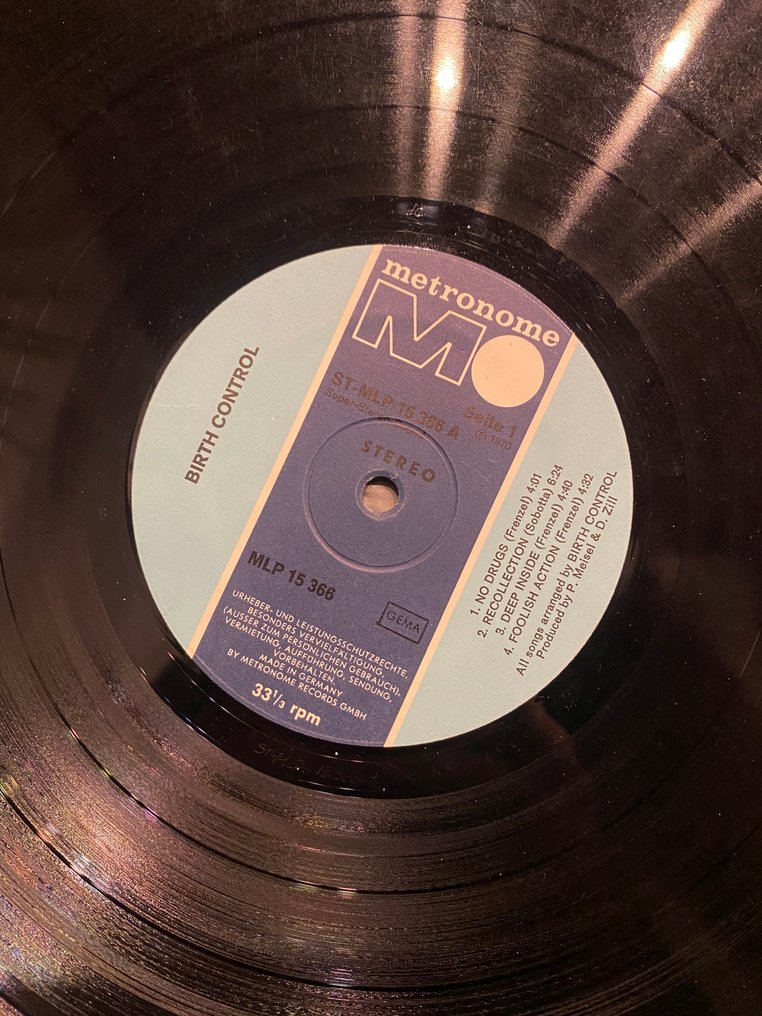 metronome
M
ST-MLP 15 366 A
Seite 1
℗ 1970
STEREO
BIRTH CONTROL
1. NO DRUGS (Frenzel) 4:01
2. RECOLLECTION (Sobotta) 6:24
3. DEEP INSIDE (Frenzel) 4:40
4. FOOLISH ACTION (Frenzel) 4:32
All songs arranged by BIRTH CONTROL
Produced by P. Meisel & D. Zill
MLP 15 366
GEMA
URHEBER- UND LEISTUNGSSCHUTZRECHTE,
BESONDERS VERVIELFÄLTIGUNG,
(AUSSER ZUM PERSÖNLICHEN GEBRAUCH),
VERMIETUNG, AUFFÜHRUNG, SENDUNG,
VORBEHALTEN.
MADE IN GERMANY
BY METRONOME RECORDS GMBH
33 1/3 rpm